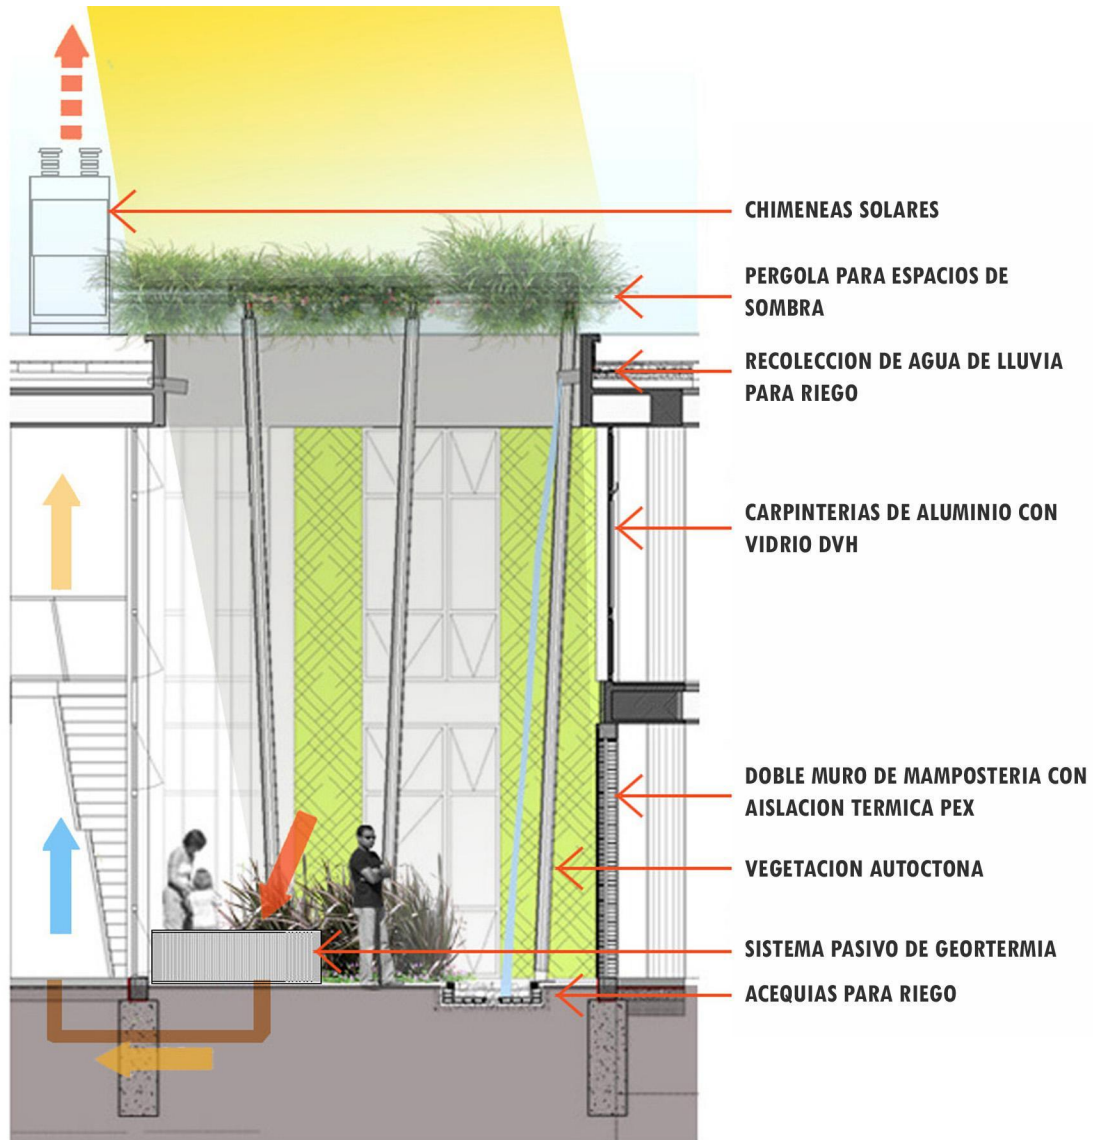 CHIMENEAS SOLARES
PERGOLA PARA ESPACIOS DE
SOMBRA
RECOLECCION DE AGUA DE LLUVIA
PARA RIEGO
CARPINTERIAS DE ALUMINIO CON
VIDRIO DVH
DOBLE MURO DE MAMPOSTERIA CON
AISLACION TERMICA PEX
VEGETACION AUTOCTONA
SISTEMA PASIVO DE GEORTERMIA
ACEQUIAS PARA RIEGO